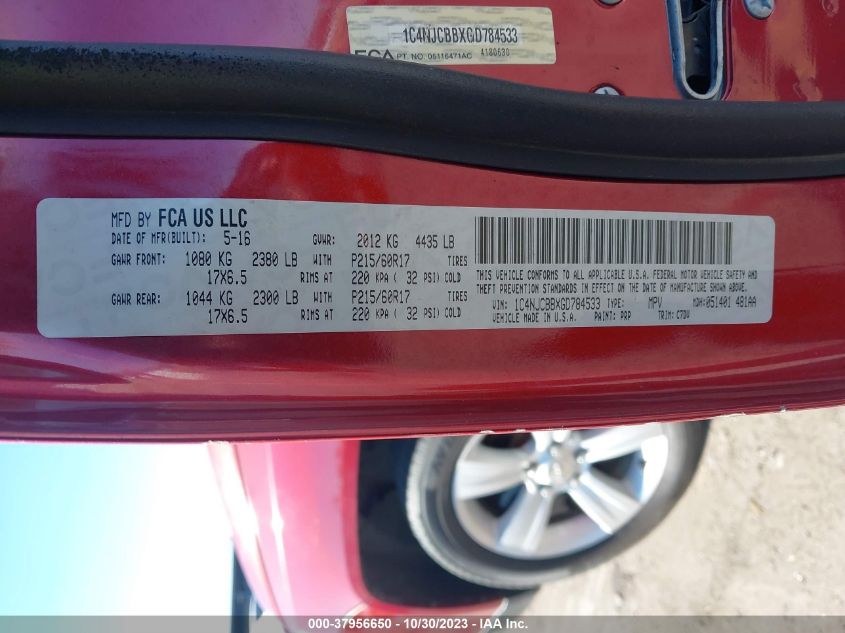 1C4NJCBBXGD784533
FCA PT. NO. 05116471AC 4180630
MFD BY FCA US LLC
DATE OF MFR(BUILT): 5-16 GVWR: 2012 KG 4435 LB
GAWR FRONT: 1080 KG 2380 LB WITH P215/60R17 TIRES
17X6.5 RIMS AT 220 KPA ( 32 PSI) COLD
GAWR REAR: 1044 KG 2300 LB WITH P215/60R17 TIRES
17X6.5 RIMS AT 220 KPA ( 32 PSI) COLD
THIS VEHICLE CONFORMS TO ALL APPLICABLE U.S.A. FEDERAL MOTOR VEHICLE SAFETY AND
THEFT PREVENTION STANDARDS IN EFFECT ON THE DATE OF MANUFACTURE SHOWN ABOVE.
VIN: 1C4NJCBBXGD784533 TYPE: MPV MDH: 051401 481AA
VEHICLE MADE IN U.S.A. PAINT: PRP TRIM: C7DV
000-37956650 - 10/30/2023 - IAA Inc.